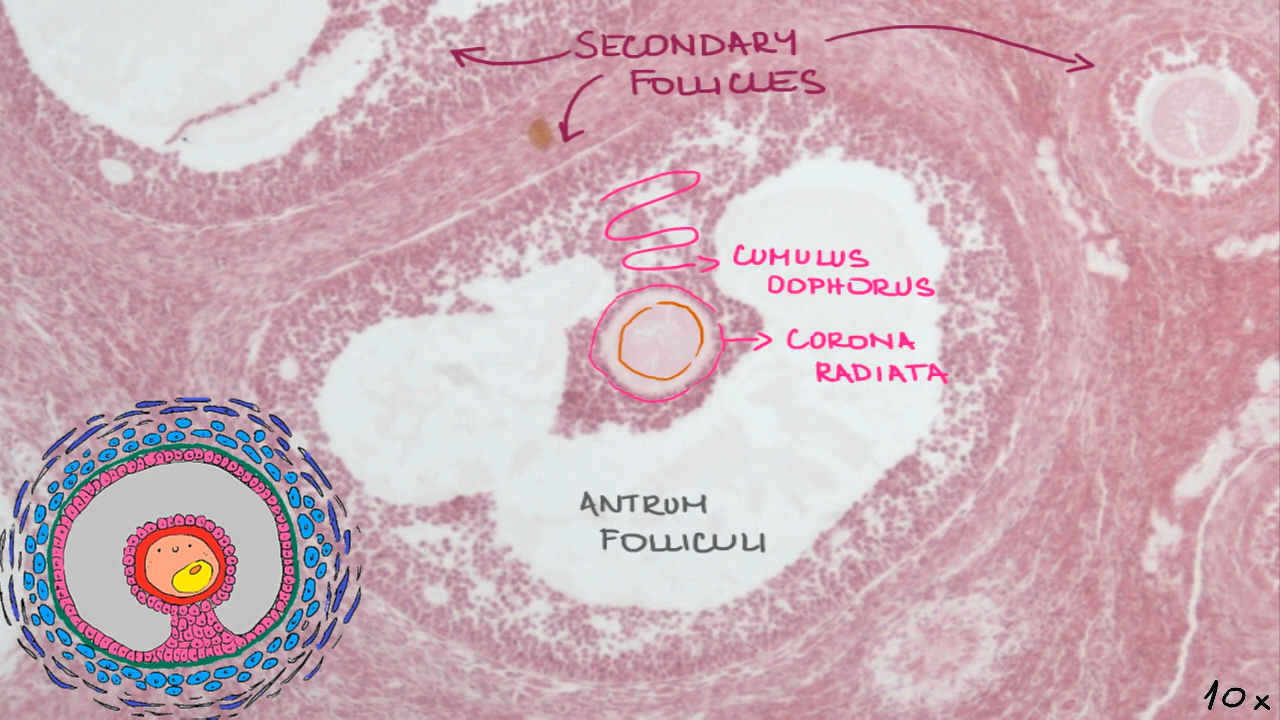 SECONDARY
FOLLICLES
CUMULUS
OOPHORUS
CORONA
RADIATA
ANTRUM
FOLLICULI
10x